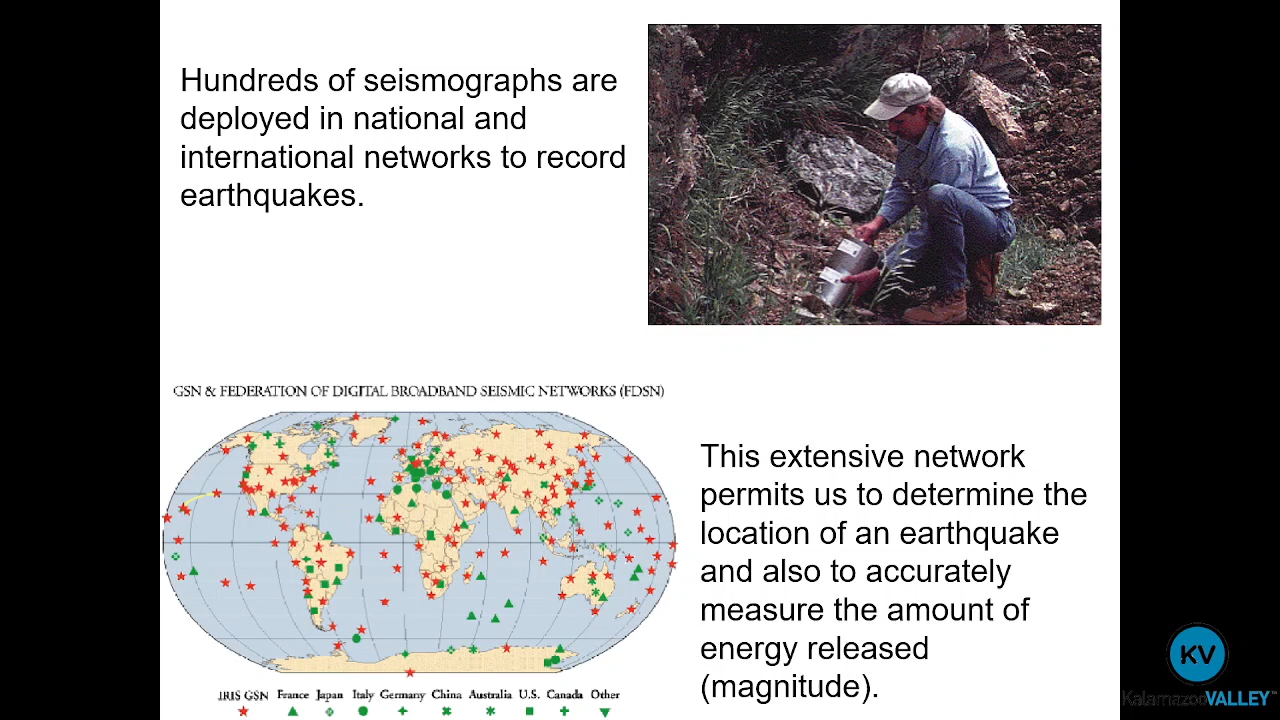 Hundreds of seismographs are
deployed in national and
international networks to record
earthquakes.
GSN & FEDERATION OF DIGITAL BROADBAND SEISMIC NETWORKS (FDSN)
This extensive network
permits us to determine the
location of an earthquake
and also to accurately
measure the amount of
energy released
(magnitude).
IRIS GSN France Japan Italy Germany China Australia U.S. Canada Other
KV
KalamazooVALLEY™